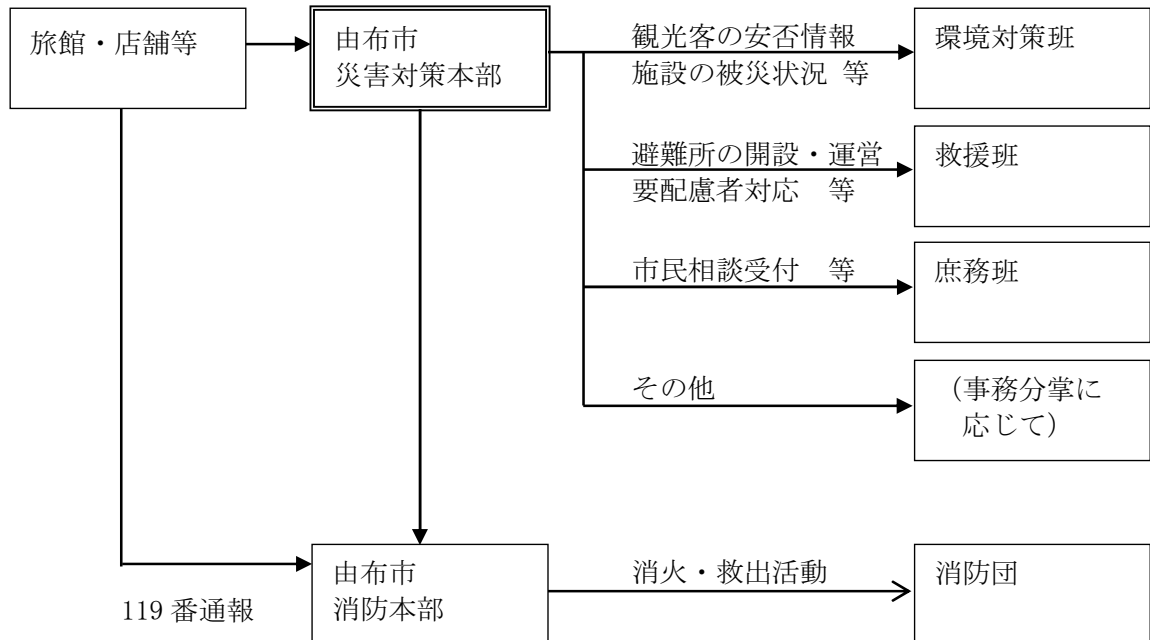 旅館・店舗等
由布市
災害対策本部
観光客の安否情報
施設の被災状況 等
環境対策班
避難所の開設・運営
要配慮者対応 等
救援班
市民相談受付 等
庶務班
その他
（事務分掌に
応じて）
119 番通報
由布市
消防本部
消火・救出活動
消防団